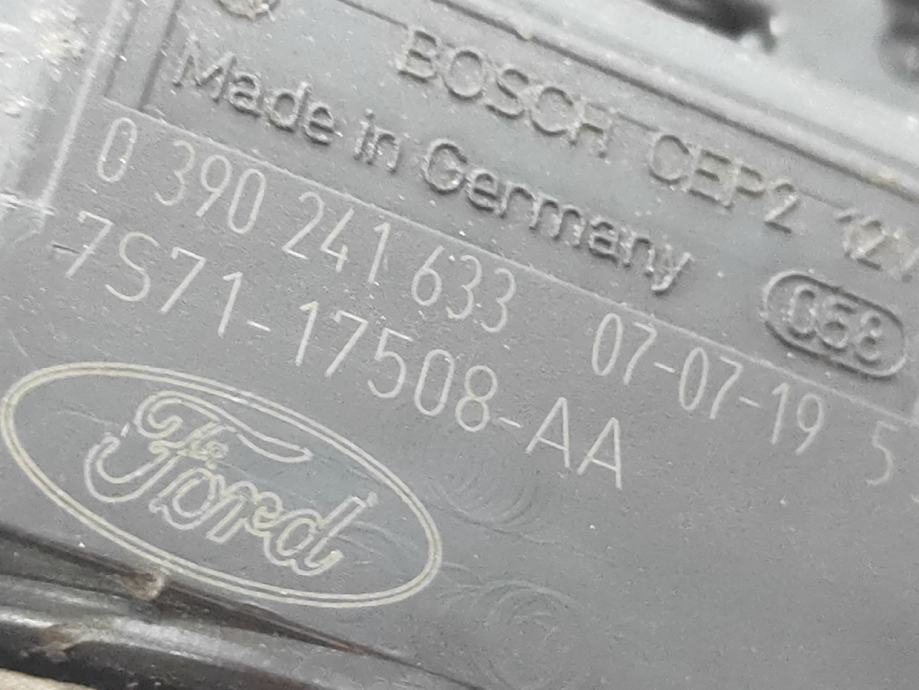 BOSCH CEP2 12V
Made in Germany
058
0 390 241 633 07-07-19 5
7S71-17508-AA
Ford